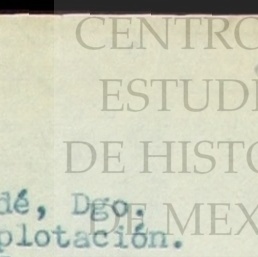 CENTRO
ESTUDI
DE HISTO
DE MEX
dé, Dgo.
plotación.